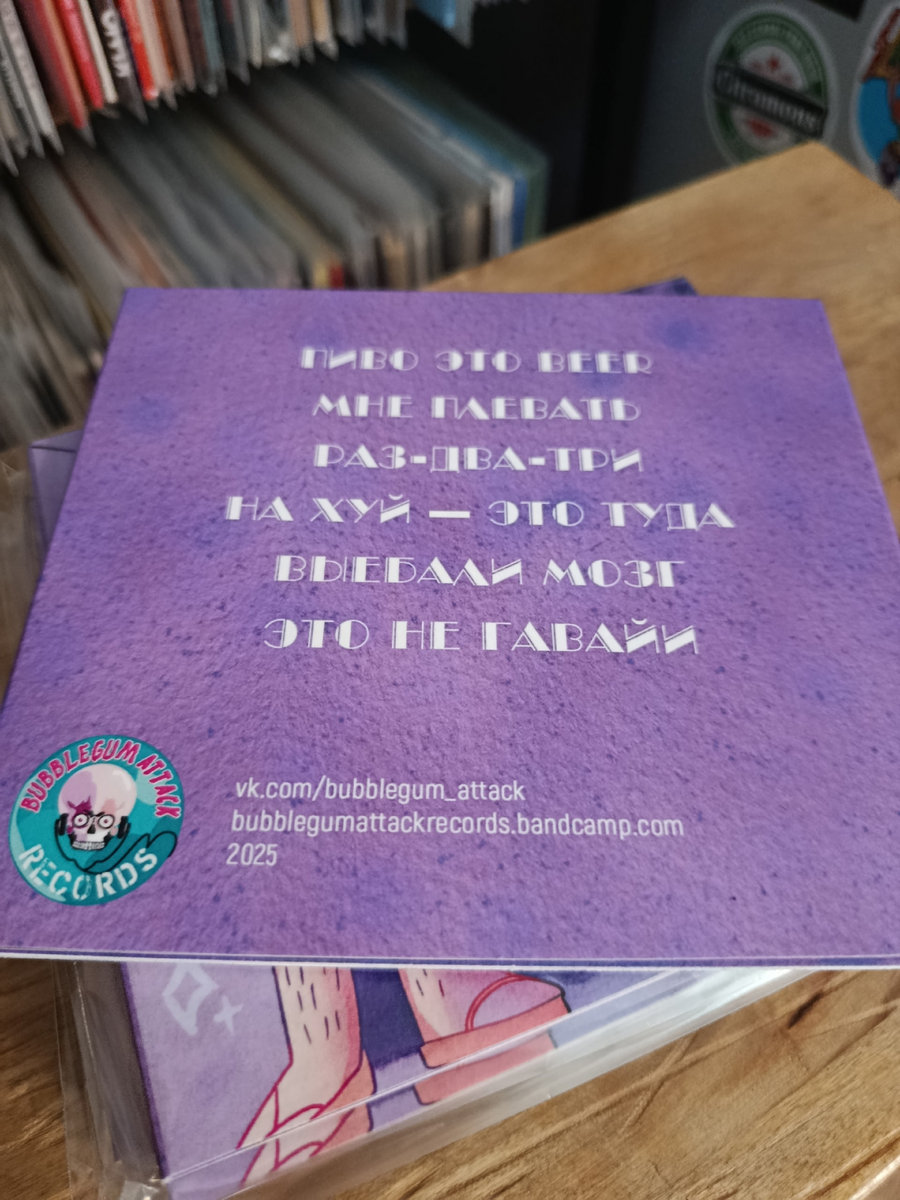 ПИВО ЭТО BEER
МНЕ ПЛЕВАТЬ
РАЗ-ДВА-ТРИ
НА ХУЙ — ЭТО ТУДА
ВЫЕБАЛИ МОЗГ
ЭТО НЕ ГАВАЙИ
BUBBLEGUM ATTACK
RECORDS
vk.com/bubblegum_attack
bubblegumattackrecords.bandcamp.com
2025